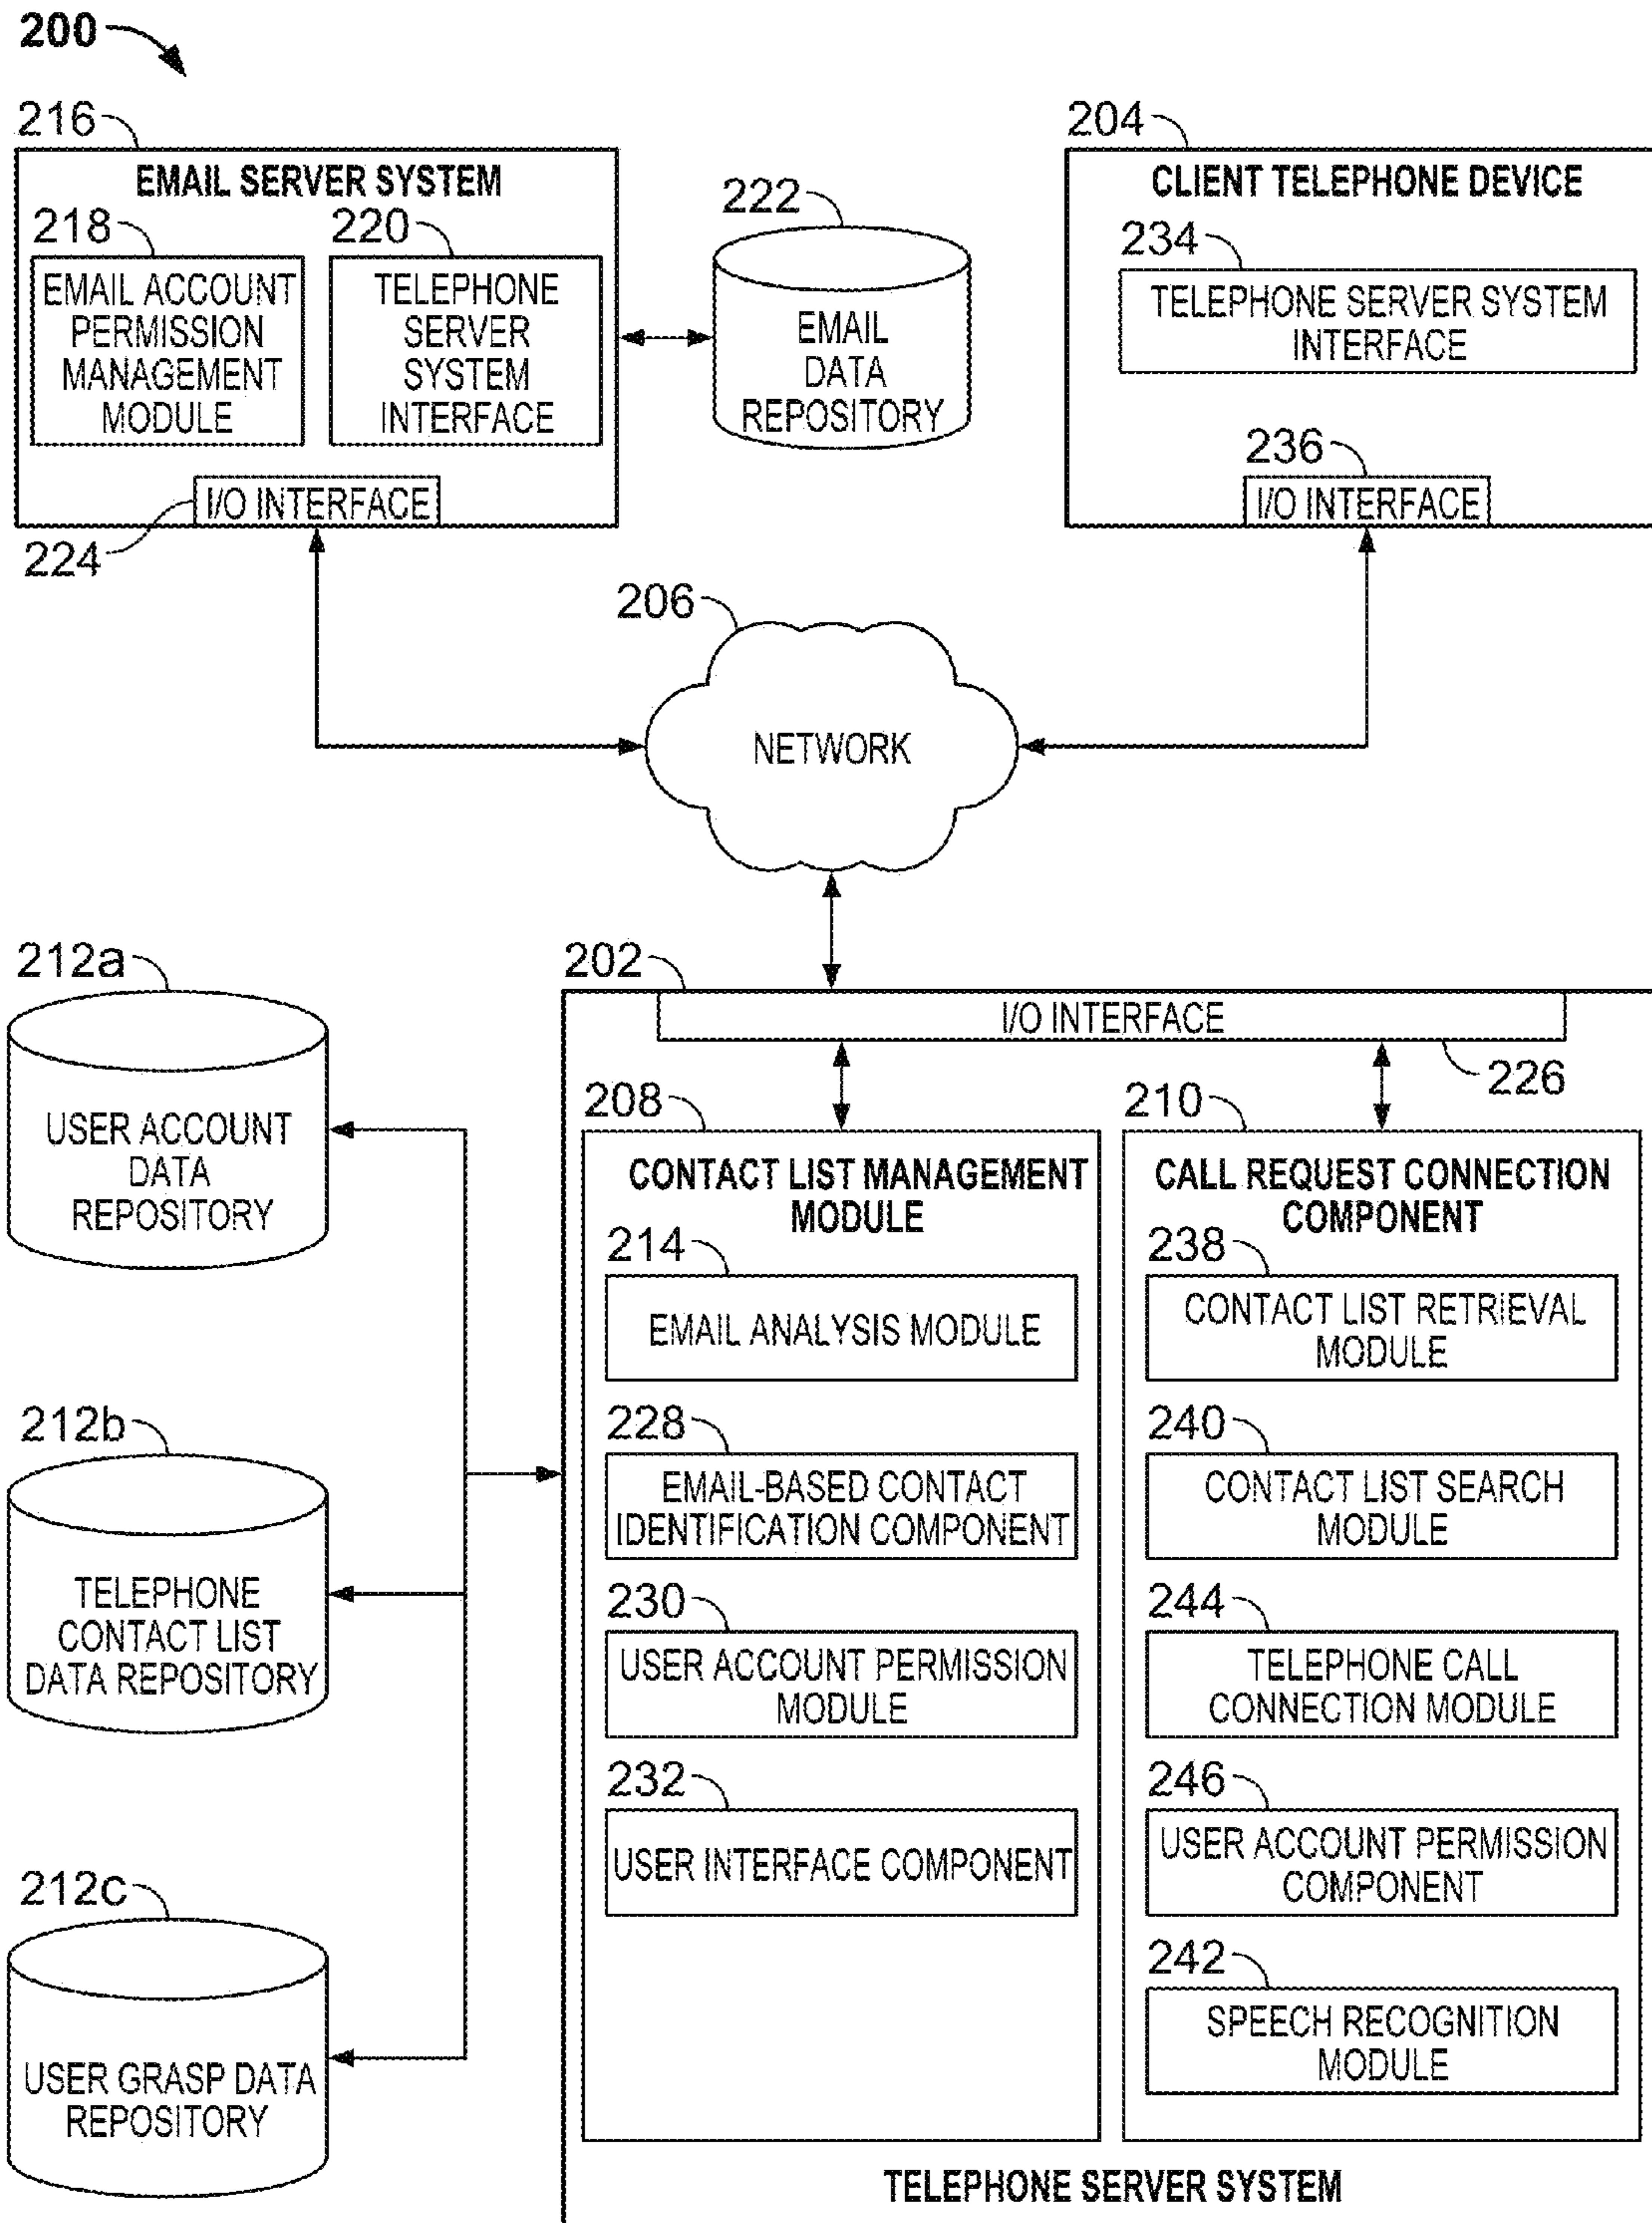 200
216
EMAIL SERVER SYSTEM
218
EMAIL ACCOUNT
PERMISSION
MANAGEMENT
MODULE
220
TELEPHONE
SERVER
SYSTEM
INTERFACE
I/O INTERFACE
224
222
EMAIL
DATA
REPOSITORY
204
CLIENT TELEPHONE DEVICE
234
TELEPHONE SERVER SYSTEM
INTERFACE
236
I/O INTERFACE
206
NETWORK
212a
USER ACCOUNT
DATA
REPOSITORY
212b
TELEPHONE
CONTACT LIST
DATA REPOSITORY
212c
USER GRASP DATA
REPOSITORY
202
I/O INTERFACE
226
208
CONTACT LIST MANAGEMENT
MODULE
214
EMAIL ANALYSIS MODULE
228
EMAIL-BASED CONTACT
IDENTIFICATION COMPONENT
230
USER ACCOUNT PERMISSION
MODULE
232
USER INTERFACE COMPONENT
210
CALL REQUEST CONNECTION
COMPONENT
238
CONTACT LIST RETRIEVAL
MODULE
240
CONTACT LIST SEARCH
MODULE
244
TELEPHONE CALL
CONNECTION MODULE
246
USER ACCOUNT PERMISSION
COMPONENT
242
SPEECH RECOGNITION
MODULE
TELEPHONE SERVER SYSTEM